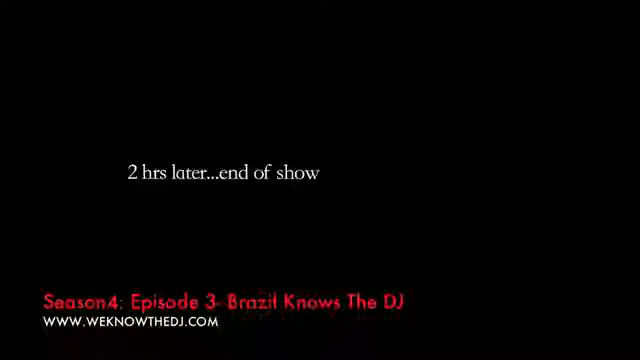 2 hrs later...end of show
Season4: Episode 3- Brazil Knows The DJ
WWW.WEKNOWTHEDJ.COM